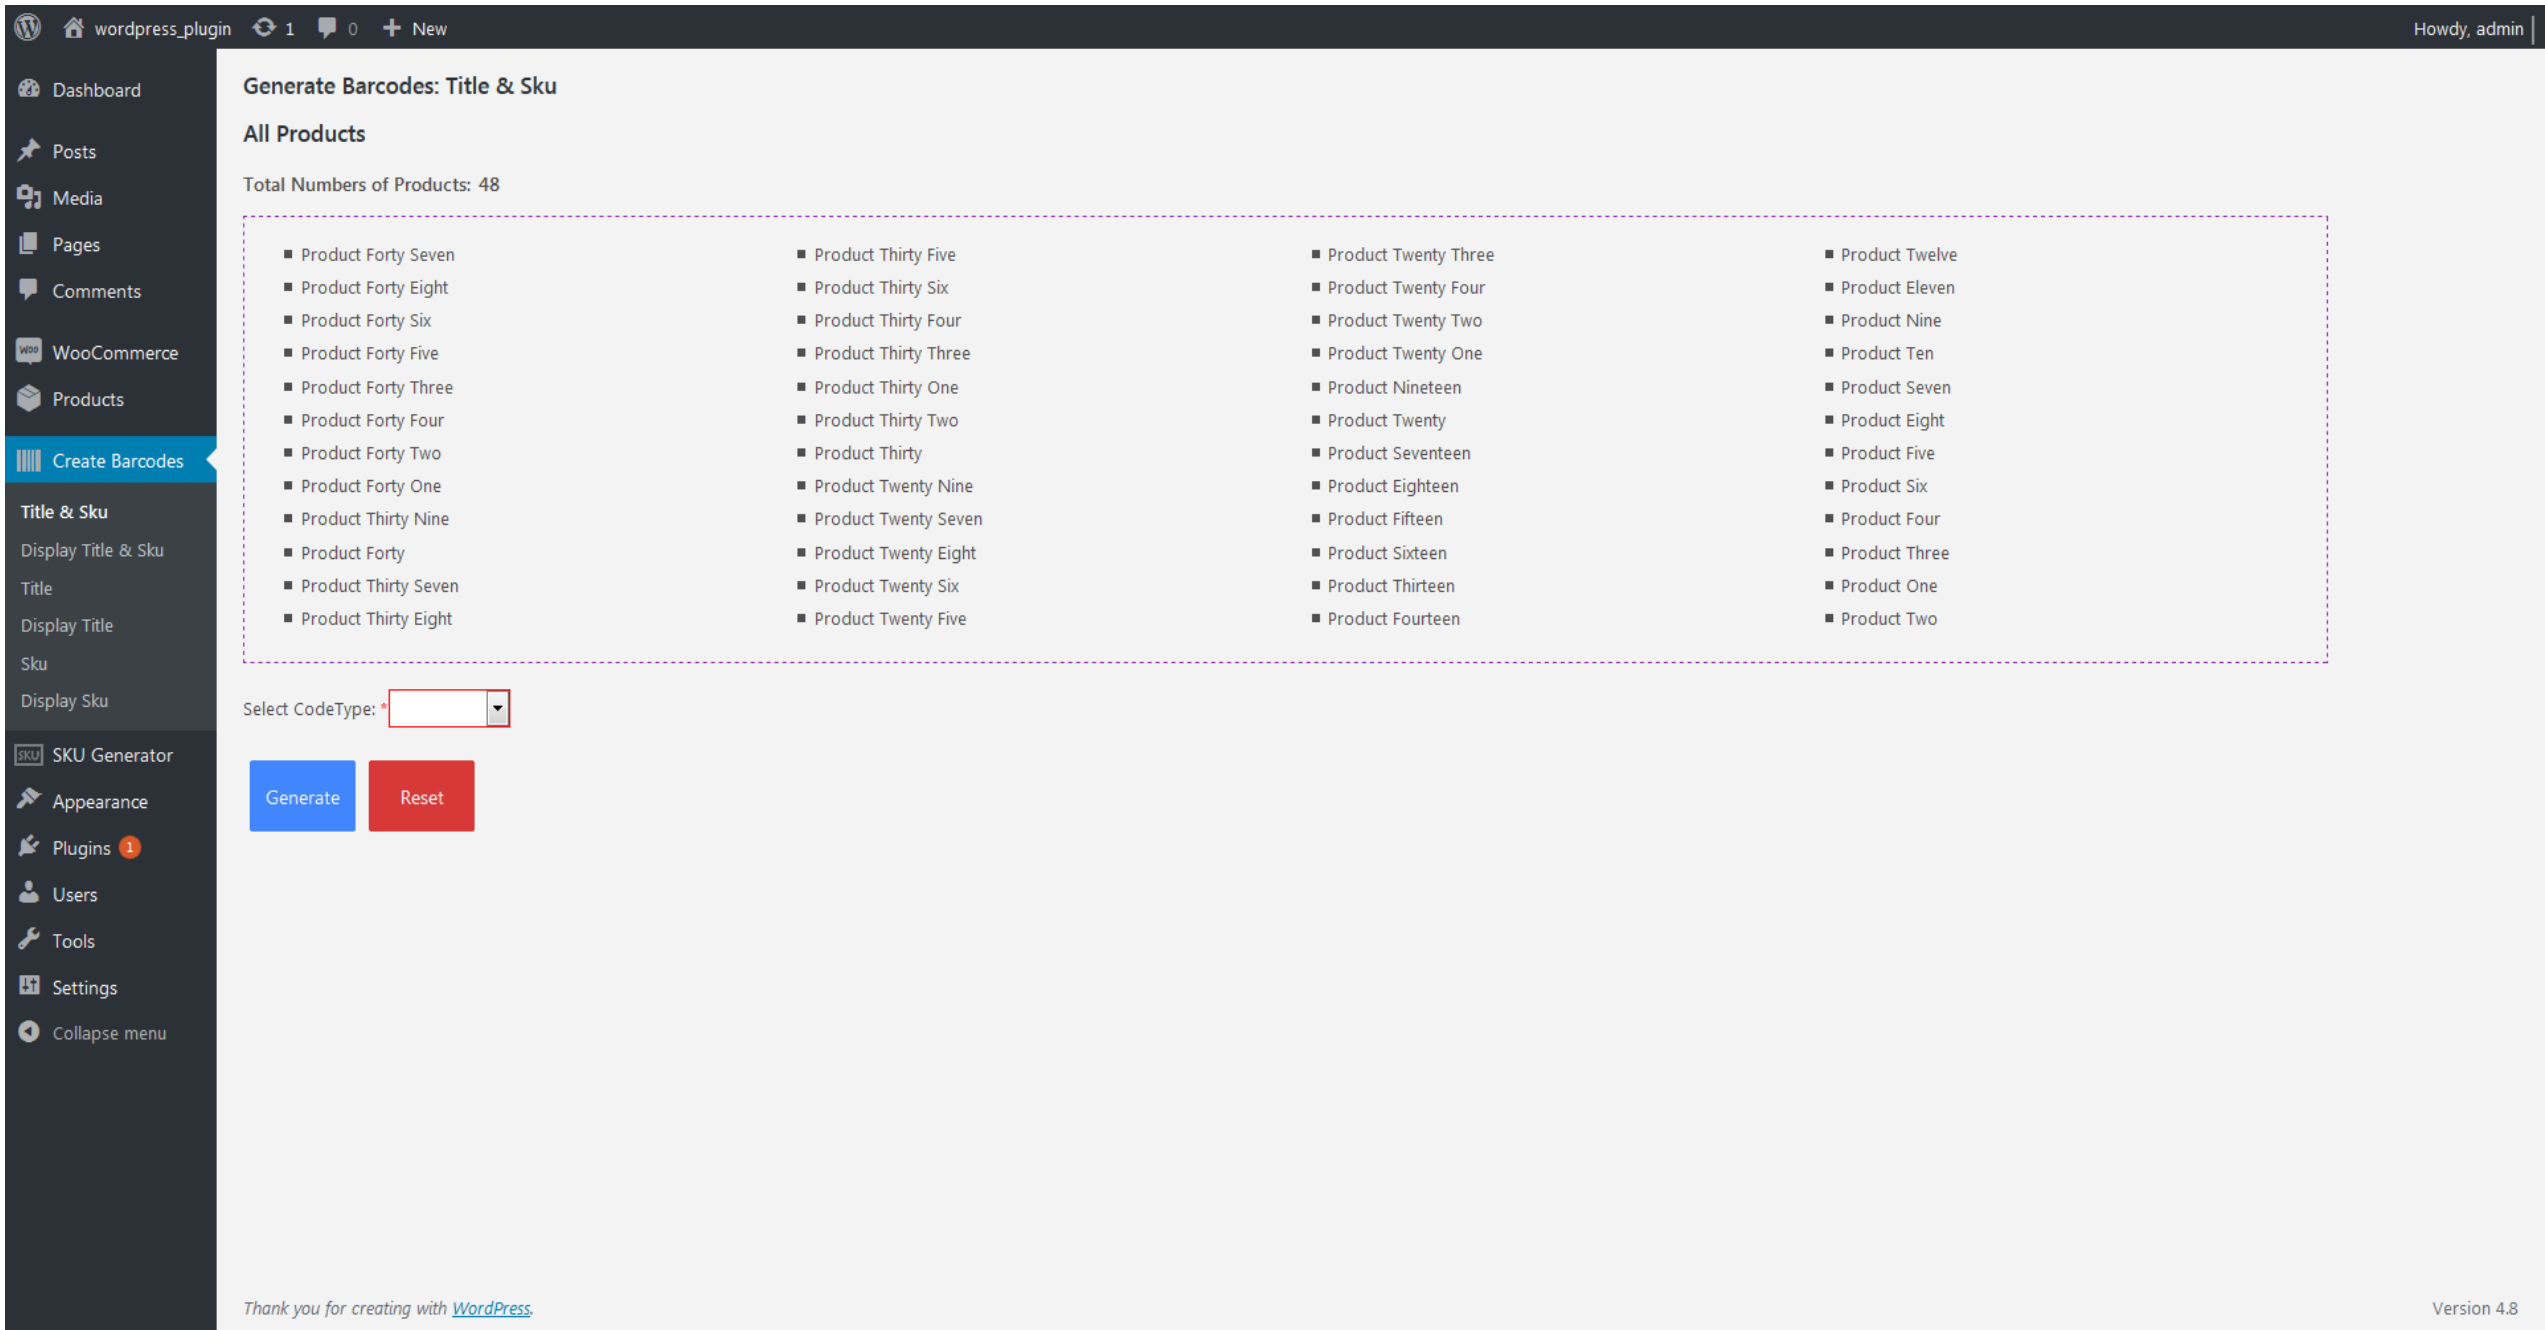 wordpress_plugin 1 0 New Howdy, admin
Dashboard
Posts
Media
Pages
Comments
Woo WooCommerce
Products
Create Barcodes
Title & Sku
Display Title & Sku
Title
Display Title
Sku
Display Sku
SKU SKU Generator
Appearance
Plugins 1
Users
Tools
Settings
Collapse menu
Generate Barcodes: Title & Sku
All Products
Total Numbers of Products: 48
Product Forty Seven
Product Forty Eight
Product Forty Six
Product Forty Five
Product Forty Three
Product Forty Four
Product Forty Two
Product Forty One
Product Thirty Nine
Product Forty
Product Thirty Seven
Product Thirty Eight
Product Thirty Five
Product Thirty Six
Product Thirty Four
Product Thirty Three
Product Thirty One
Product Thirty Two
Product Thirty
Product Twenty Nine
Product Twenty Seven
Product Twenty Eight
Product Twenty Six
Product Twenty Five
Product Twenty Three
Product Twenty Four
Product Twenty Two
Product Twenty One
Product Nineteen
Product Twenty
Product Seventeen
Product Eighteen
Product Fifteen
Product Sixteen
Product Thirteen
Product Fourteen
Product Twelve
Product Eleven
Product Nine
Product Ten
Product Seven
Product Eight
Product Five
Product Six
Product Four
Product Three
Product One
Product Two
Select CodeType: *
Generate Reset
Thank you for creating with WordPress. Version 4.8